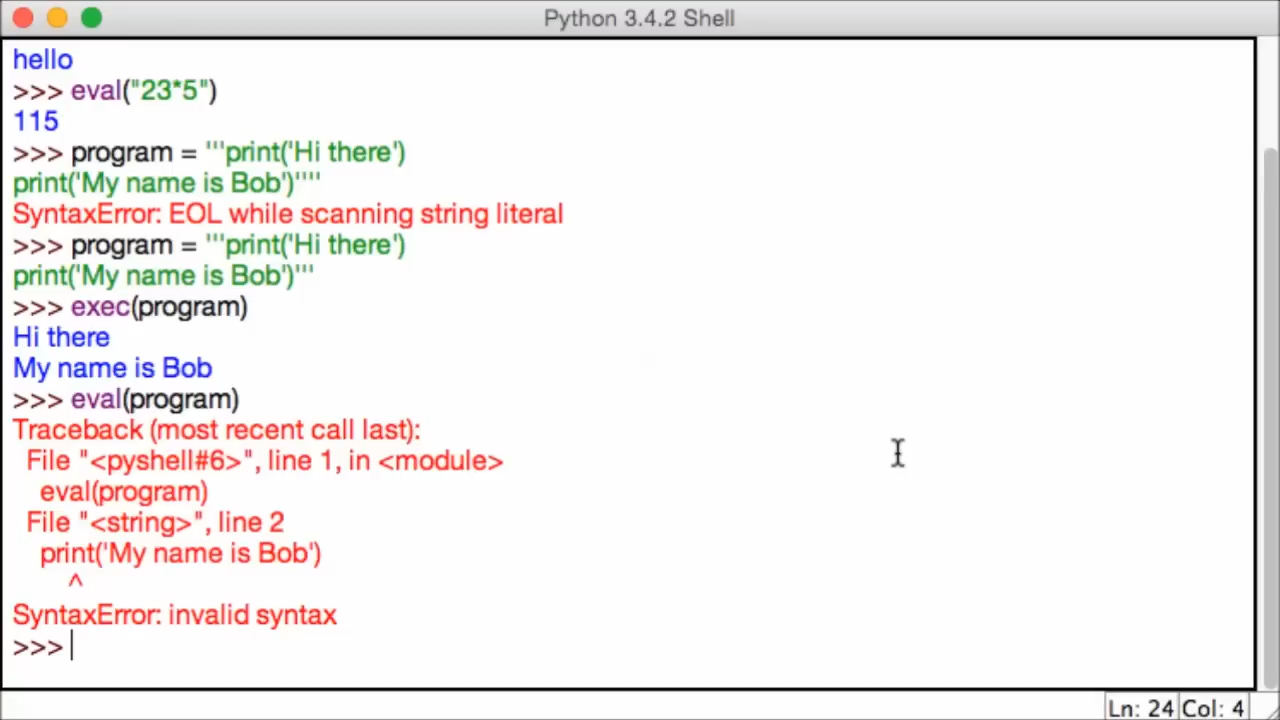 Python 3.4.2 Shell
hello
>>> eval("23*5")
115
>>> program = '''print('Hi there')
print('My name is Bob')''''
SyntaxError: EOL while scanning string literal
>>> program = '''print('Hi there')
print('My name is Bob')'''
>>> exec(program)
Hi there
My name is Bob
>>> eval(program)
Traceback (most recent call last):
  File "<pyshell#6>", line 1, in <module>
    eval(program)
  File "<string>", line 2
    print('My name is Bob')
        ^
SyntaxError: invalid syntax
>>>
Ln: 24 Col: 4